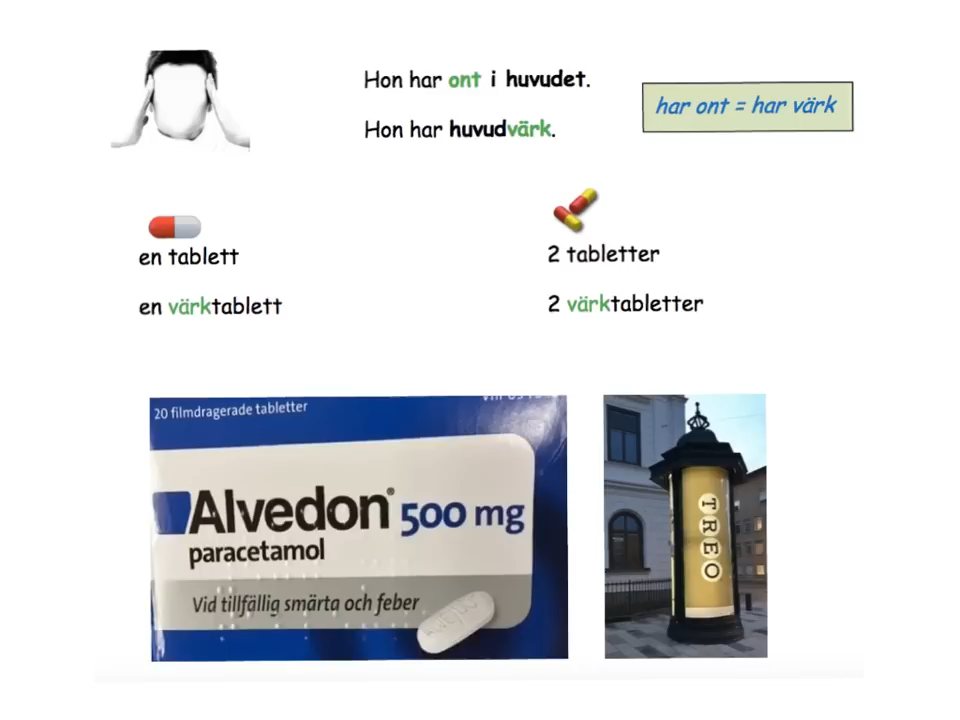 Hon har ont i huvudet.
Hon har huvudvärk.
har ont = har värk
en tablett
2 tabletter
en värktablett
2 värktabletter
20 filmdragerade tabletter
Alvedon® 500 mg
paracetamol
Vid tillfällig smärta och feber
TREO